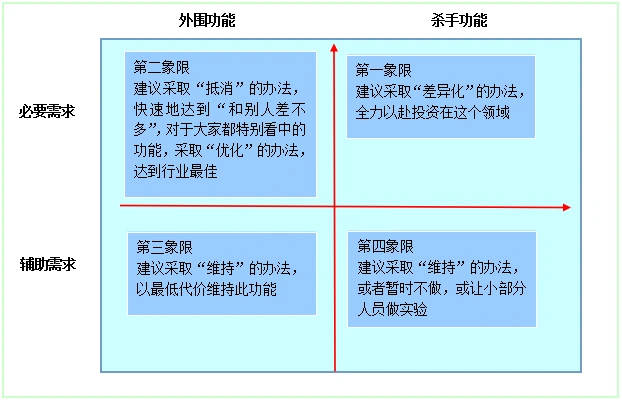 外围功能
杀手功能
必要需求
第二象限
建议采取“抵消”的办法,
快速地达到“和别人差不
多”,对于大家都特别看中的
功能,采取“优化”的办法,
达到行业最佳
第一象限
建议采取“差异化”的办法,
全力以赴投资在这个领域
辅助需求
第三象限
建议采取“维持”的办法,
以最低代价维持此功能
第四象限
建议采取“维持”的办法,
或者暂时不做,或让小部分
人员做实验